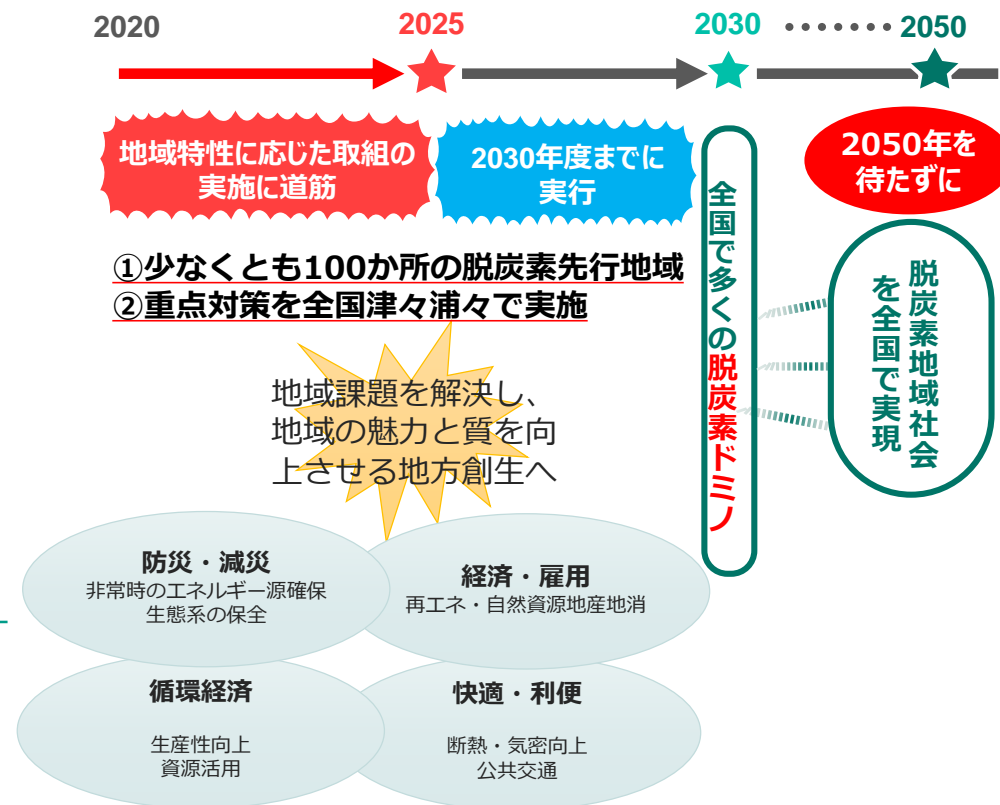 2020
2025
2030
2050
地域特性に応じた取組の
実施に道筋
2030年度までに
実行
2050年を
待たずに
①少なくとも100か所の脱炭素先行地域
②重点対策を全国津々浦々で実施
全国で多くの脱炭素ドミノ
脱炭素地域社会
を全国で実現
地域課題を解決し、
地域の魅力と質を向
上させる地方創生へ
防災・減災
非常時のエネルギー源確保
生態系の保全
経済・雇用
再エネ・自然資源地産地消
循環経済
生産性向上
資源活用
快適・利便
断熱・気密向上
公共交通